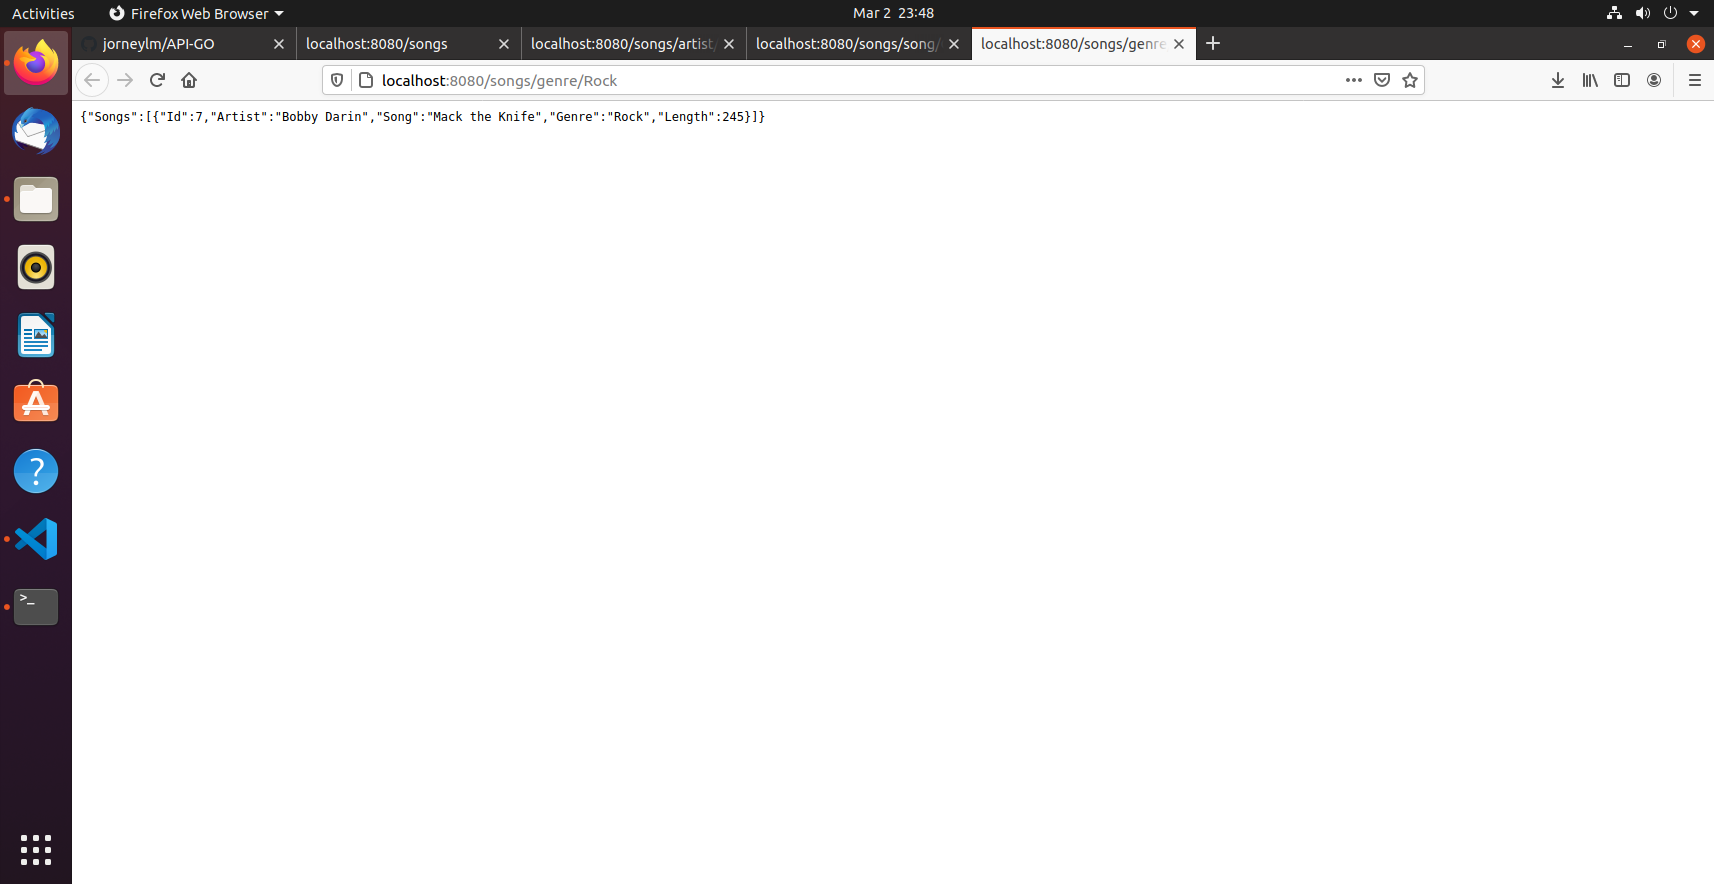 Activities
Firefox Web Browser
Mar 2 23:48
jorneylm/API-GO
localhost:8080/songs
localhost:8080/songs/artist/
localhost:8080/songs/song/
localhost:8080/songs/genre
localhost:8080/songs/genre/Rock
{"Songs":[{"Id":7,"Artist":"Bobby Darin","Song":"Mack the Knife","Genre":"Rock","Length":245}]}